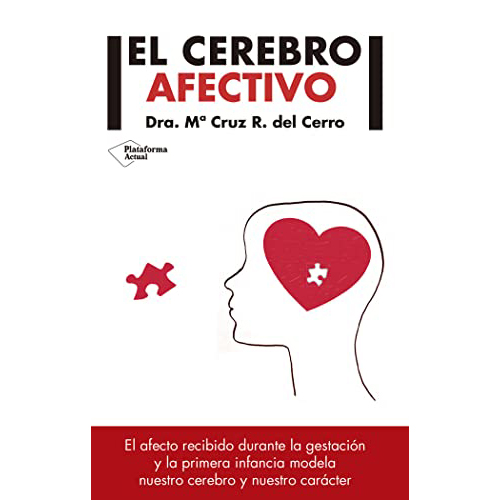 EL CEREBRO
AFECTIVO
Dra. Mª Cruz R. del Cerro
Plataforma
Actual
El afecto recibido durante la gestación
y la primera infancia modela
nuestro cerebro y nuestro carácter